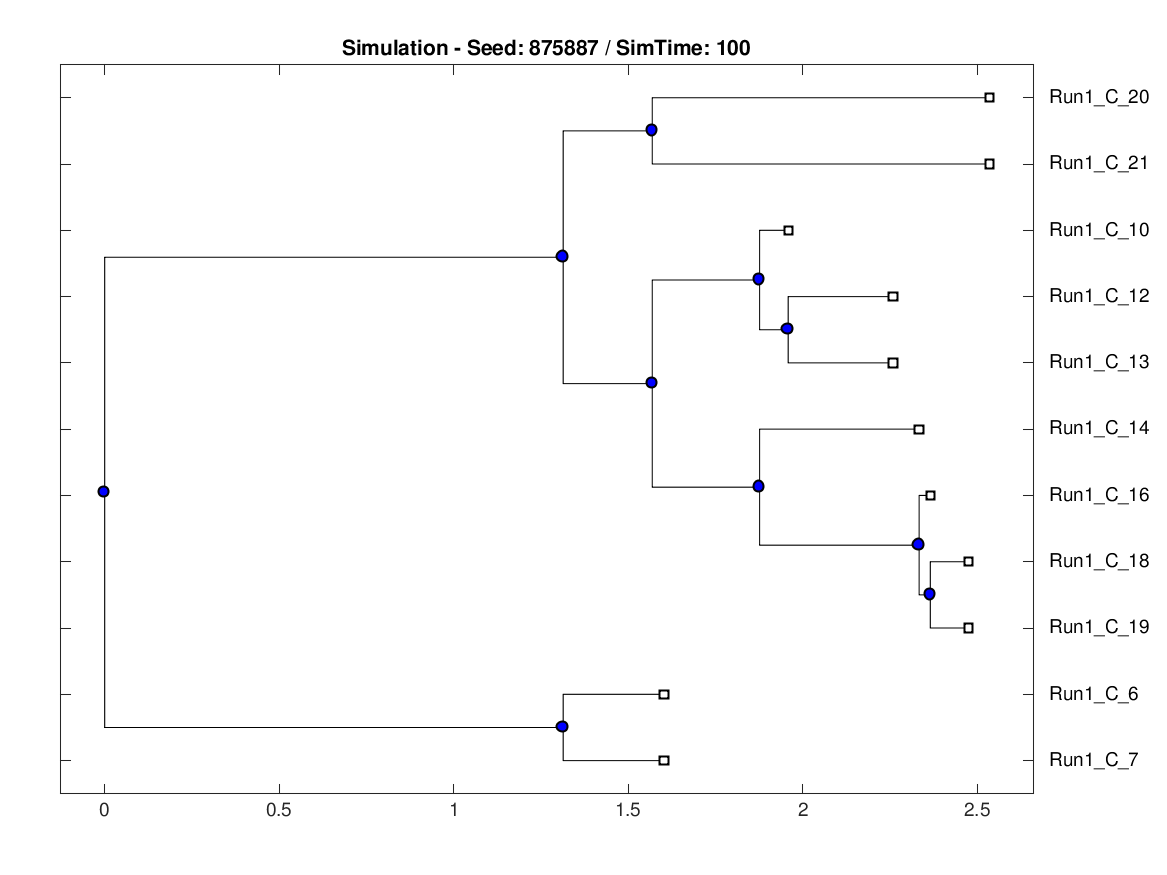 Simulation - Seed: 875887 / SimTime: 100
Run1_C_20
Run1_C_21
Run1_C_10
Run1_C_12
Run1_C_13
Run1_C_14
Run1_C_16
Run1_C_18
Run1_C_19
Run1_C_6
Run1_C_7
0 0.5 1 1.5 2 2.5